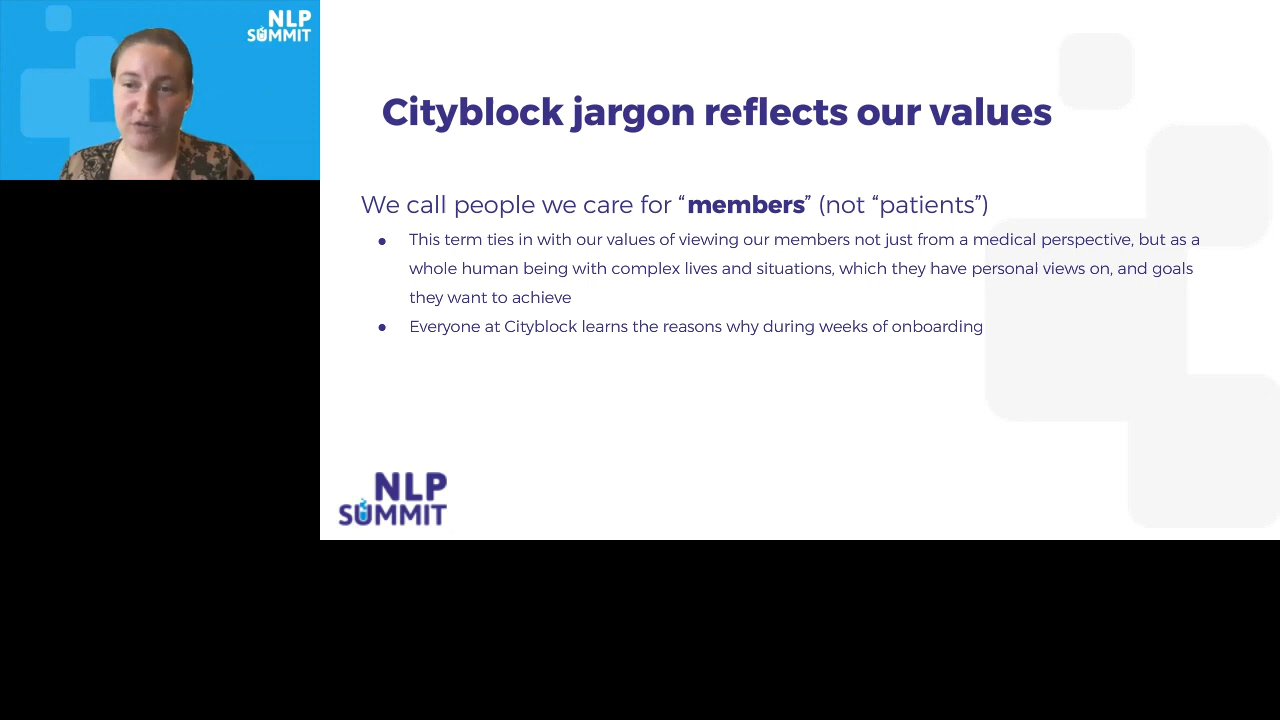 NLP
SUMMIT
Cityblock jargon reflects our values
We call people we care for “members” (not “patients”)
● This term ties in with our values of viewing our members not just from a medical perspective, but as a
whole human being with complex lives and situations, which they have personal views on, and goals
they want to achieve
● Everyone at Cityblock learns the reasons why during weeks of onboarding
NLP
SUMMIT